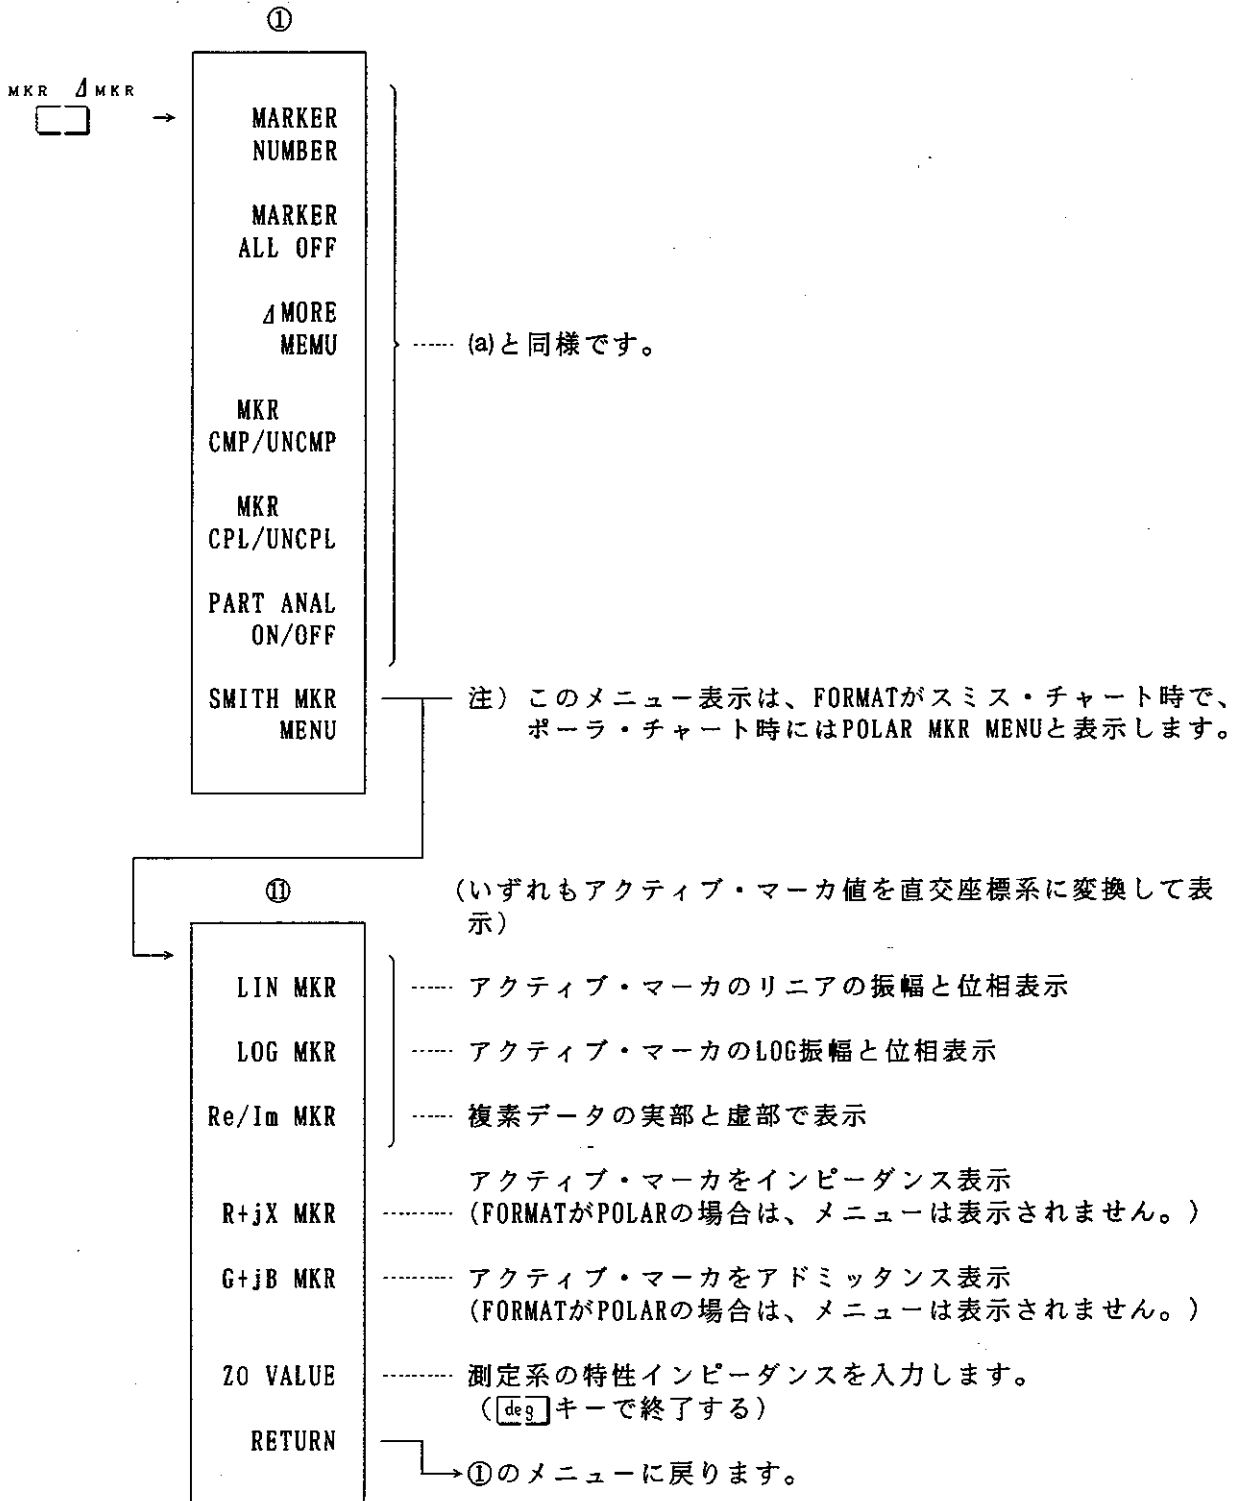 ①
MKR ⊿MKR
→
MARKER
NUMBER
MARKER
ALL OFF
⊿MORE
MEMU
(a)と同様です。
MKR
CMP/UNCMP
MKR
CPL/UNCPL
PART ANAL
ON/OFF
SMITH MKR
MENU
注）このメニュー表示は、FORMATがスミス・チャート時で、
ポーラ・チャート時にはPOLAR MKR MENUと表示します。
⑪
(いずれもアクティブ・マーカ値を直交座標系に変換して表
示）
LIN MKR アクティブ・マーカのリニアの振幅と位相表示
LOG MKR アクティブ・マーカのLOG振幅と位相表示
Re/Im MKR 複素データの実部と虚部で表示
アクティブ・マーカをインピーダンス表示
R+jX MKR (FORMATがPOLARの場合は、メニューは表示されません。)
G+jB MKR アクティブ・マーカをアドミッタンス表示
(FORMATがPOLARの場合は、メニューは表示されません。)
ZO VALUE 測定系の特性インピーダンスを入力します。
（degキーで終了する）
RETURN
①のメニューに戻ります。